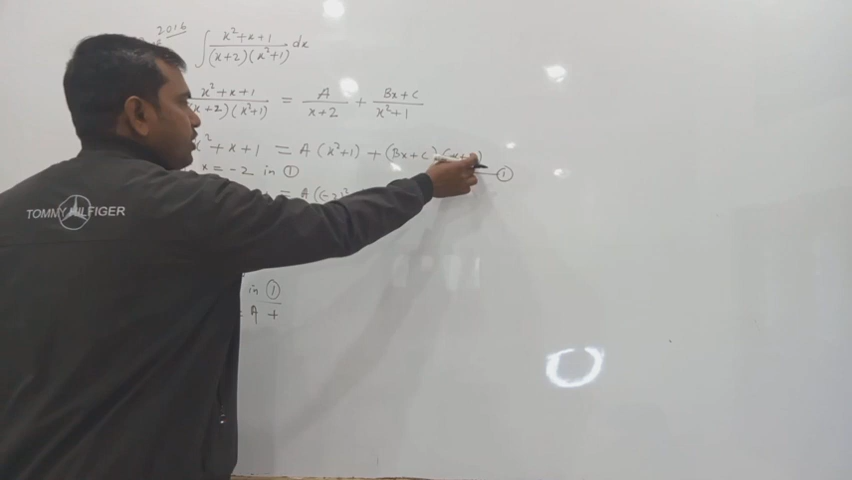 2016
∫ x²+x+1 / (x+2)(x²+1) dx
x²+x+1 / (x+2)(x²+1) = A / x+2 + Bx+C / x²+1
x²+x+1 = A(x²+1) + (Bx+C)(x+2)
x = -2 in ① ①
= A(-2)²
TOMMY HILFIGER
in ①
= A +